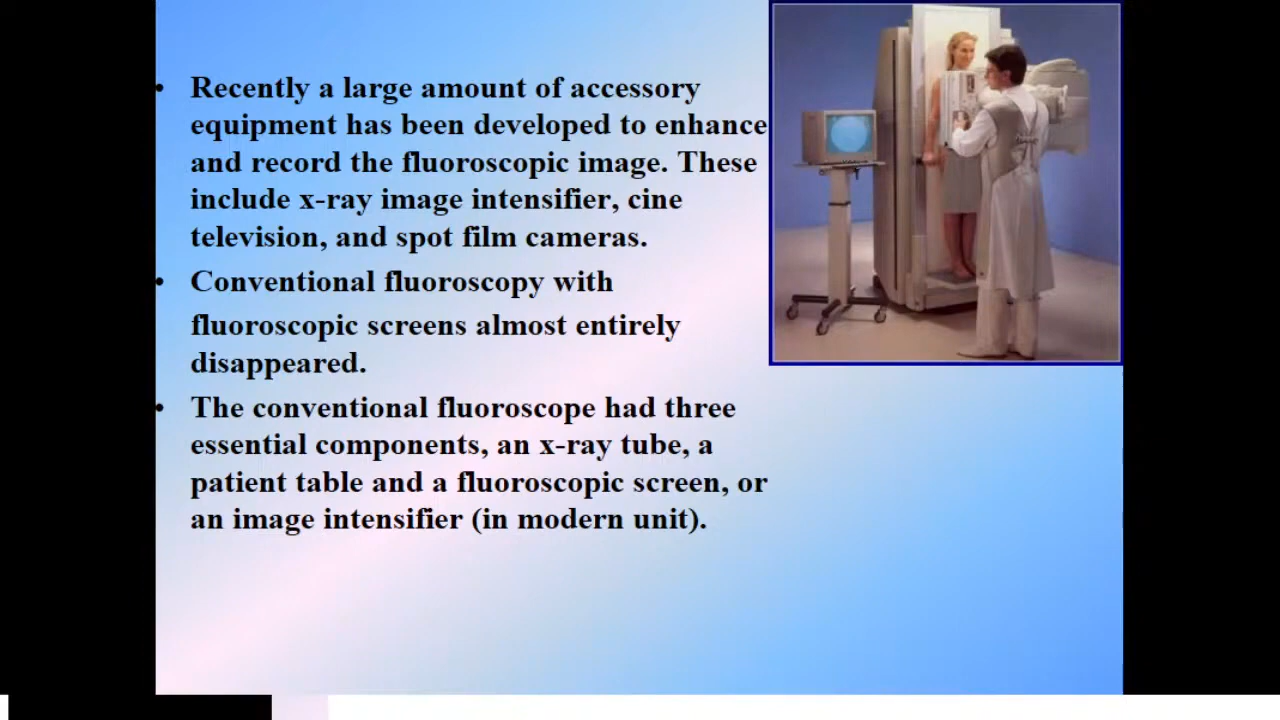 • Recently a large amount of accessory
equipment has been developed to enhance
and record the fluoroscopic image. These
include x-ray image intensifier, cine
television, and spot film cameras.
• Conventional fluoroscopy with
fluoroscopic screens almost entirely
disappeared.
• The conventional fluoroscope had three
essential components, an x-ray tube, a
patient table and a fluoroscopic screen, or
an image intensifier (in modern unit).